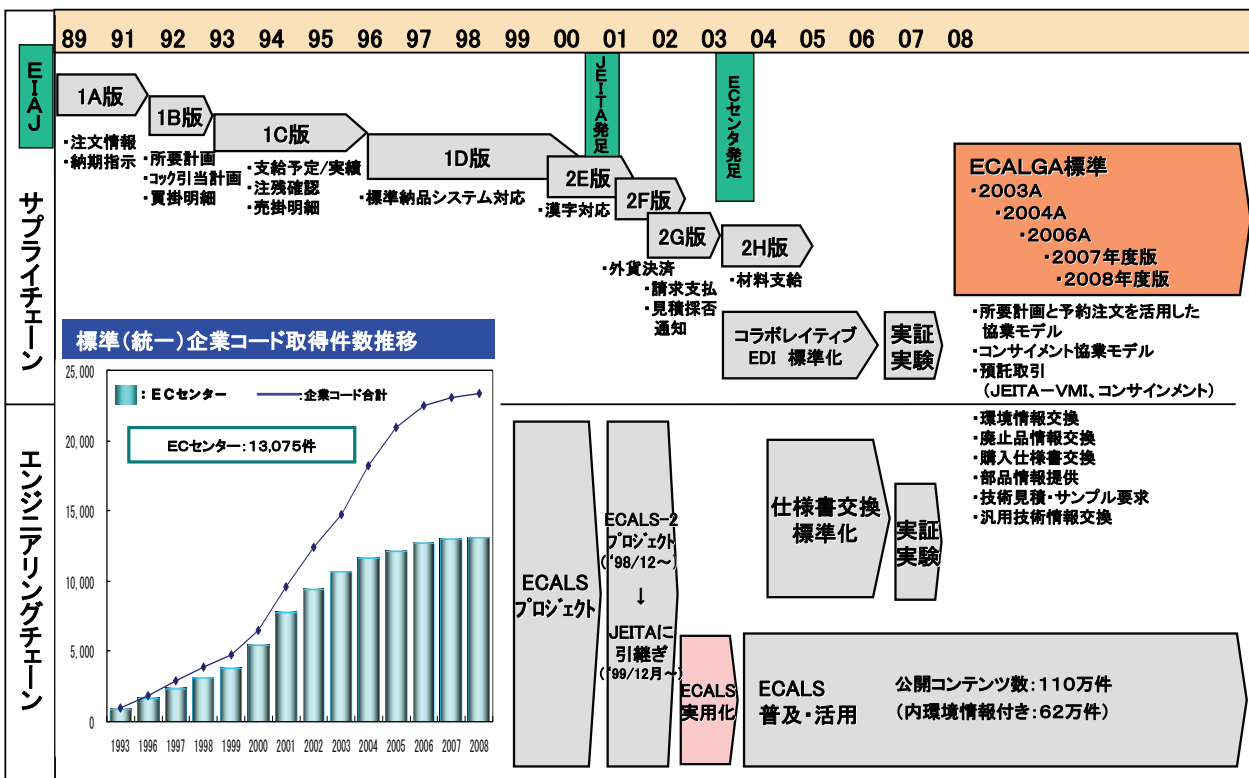 89 91 92 93 94 95 96 97 98 99 00 01 02 03 04 05 06 07 08
EIAJ
JEITA発足
ECセンタ発足
サプライチェーン
1A版
・注文情報
・納期指示
1B版
・所要計画
・コック引当計画
・買掛明細
1C版
・支給予定/実績
・注残確認
・売掛明細
1D版
・標準納品システム対応
2E版
・漢字対応
2F版
・外貨決済
2G版
・請求支払
・見積採否
通知
2H版
・材料支給
コラボレイティブ
EDI 標準化
実証
実験
ECALGA標準
・2003A
・2004A
・2006A
・2007年度版
・2008年度版
・所要計画と予約注文を活用した
協業モデル
・コンサイメント協業モデル
・預託取引
(JEITA－VMI、コンサインメント)
標準(統一)企業コード取得件数推移
:ECセンター
:企業コード合計
ECセンター:13,075件
25,000
20,000
15,000
10,000
5,000
0
1993 1996 1997 1998 1999 2000 2001 2002 2003 2004 2005 2006 2007 2008
エンジニアリングチェーン
ECALS
プロジェクト
ECALS-2
プロジェクト
('98/12～)
↓
JEITAに
引継ぎ
('99/12月～)
ECALS
実用化
仕様書交換
標準化
実証
実験
・環境情報交換
・廃止品情報交換
・購入仕様書交換
・部品情報提供
・技術見積・サンプル要求
・汎用技術情報交換
ECALS
普及・活用
公開コンテンツ数:110万件
(内環境情報付き:62万件)